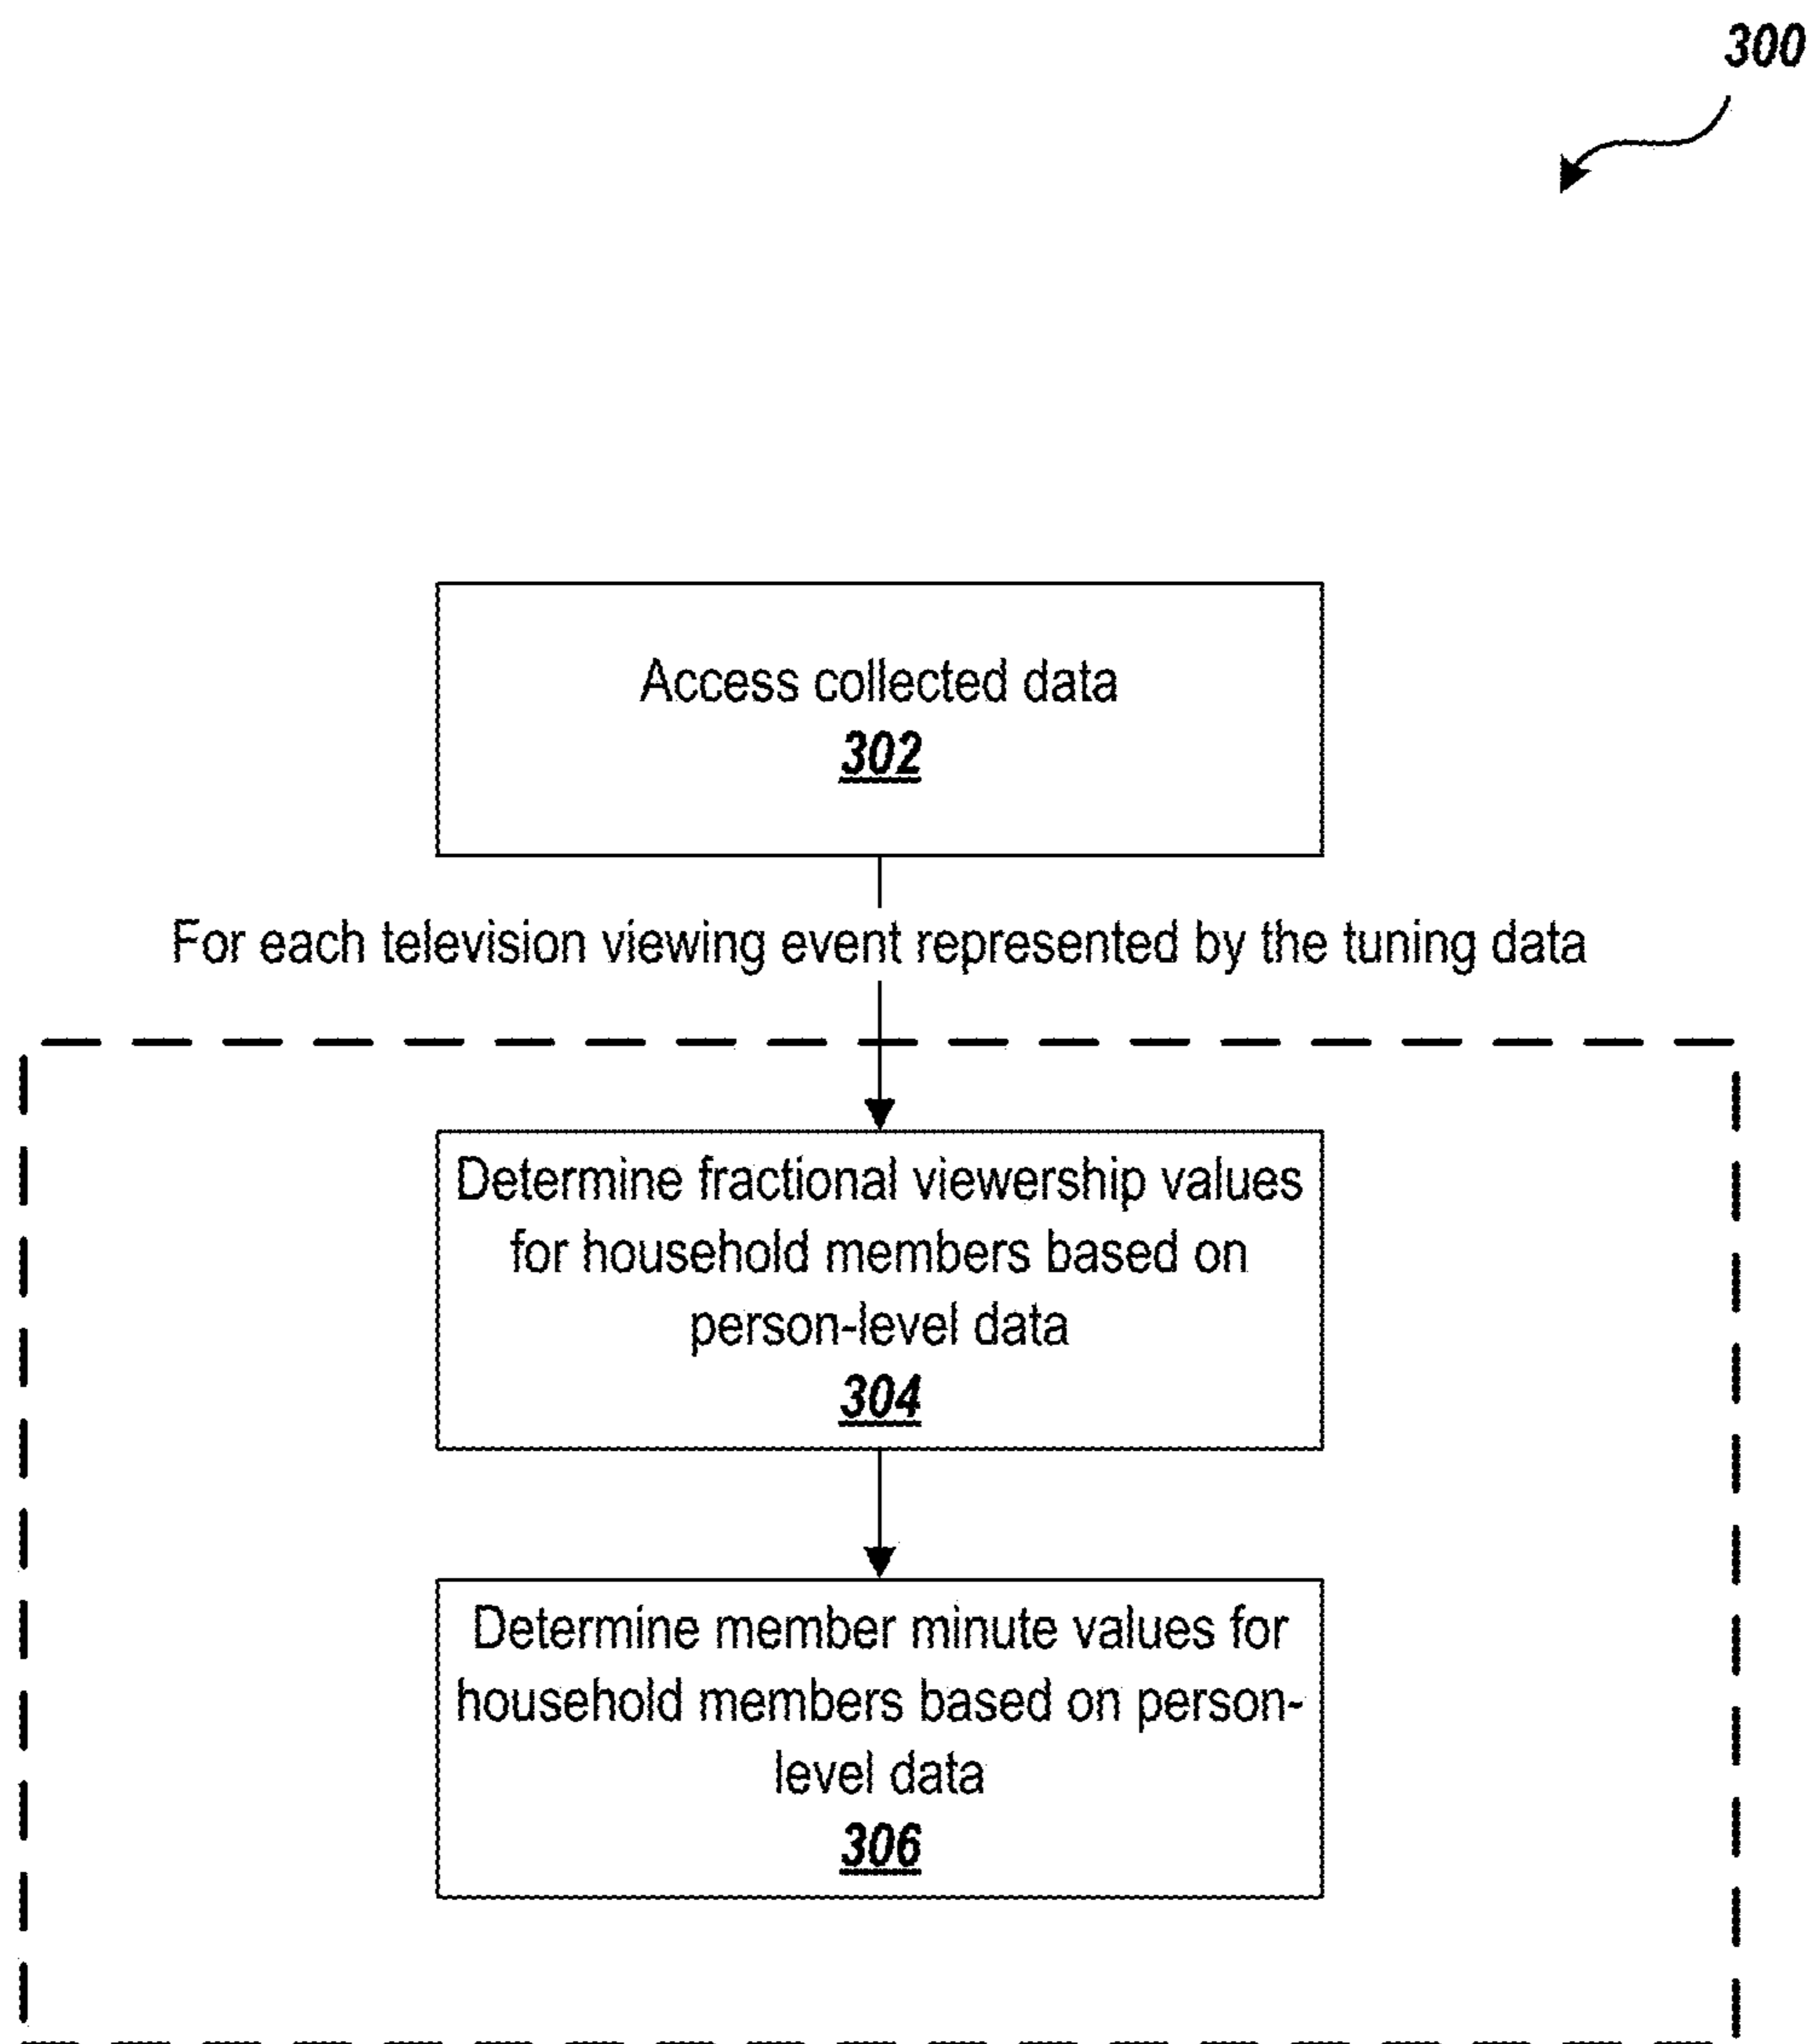 300
Access collected data
302
For each television viewing event represented by the tuning data
Determine fractional viewership values
for household members based on
person-level data
304
Determine member minute values for
household members based on person-
level data
306